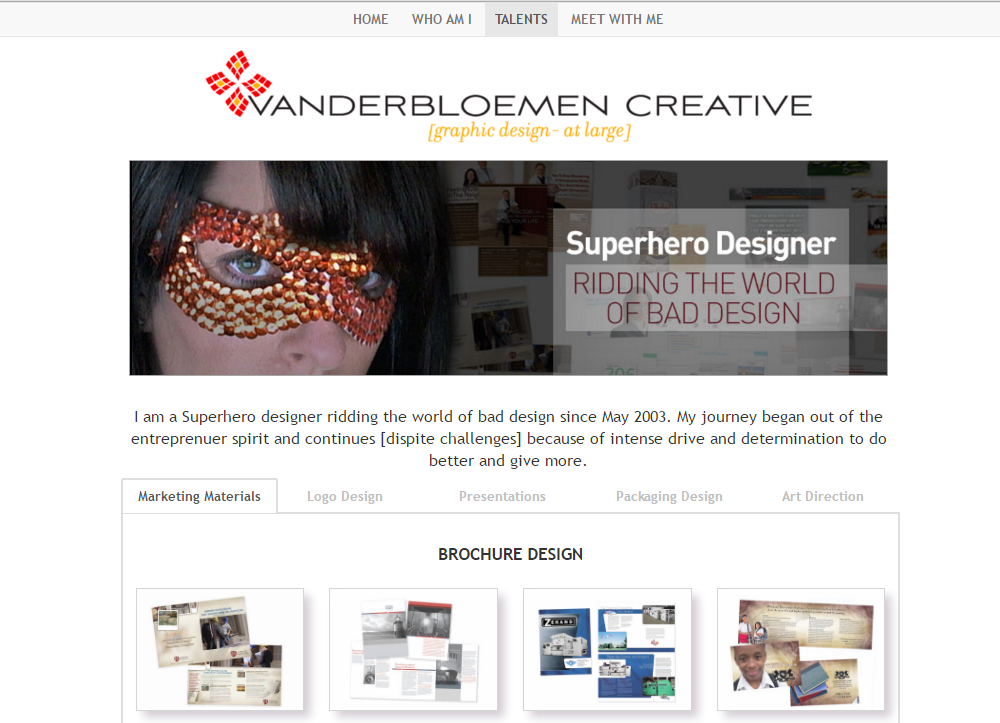 HOME WHO AM I TALENTS MEET WITH ME
VANDERBLOEMEN CREATIVE
[graphic design~ at large]
Superhero Designer
RIDDING THE WORLD
OF BAD DESIGN
I am a Superhero designer ridding the world of bad design since May 2003. My journey began out of the
entreprenuer spirit and continues [dispite challenges] because of intense drive and determination to do
better and give more.
Marketing Materials Logo Design Presentations Packaging Design Art Direction
BROCHURE DESIGN